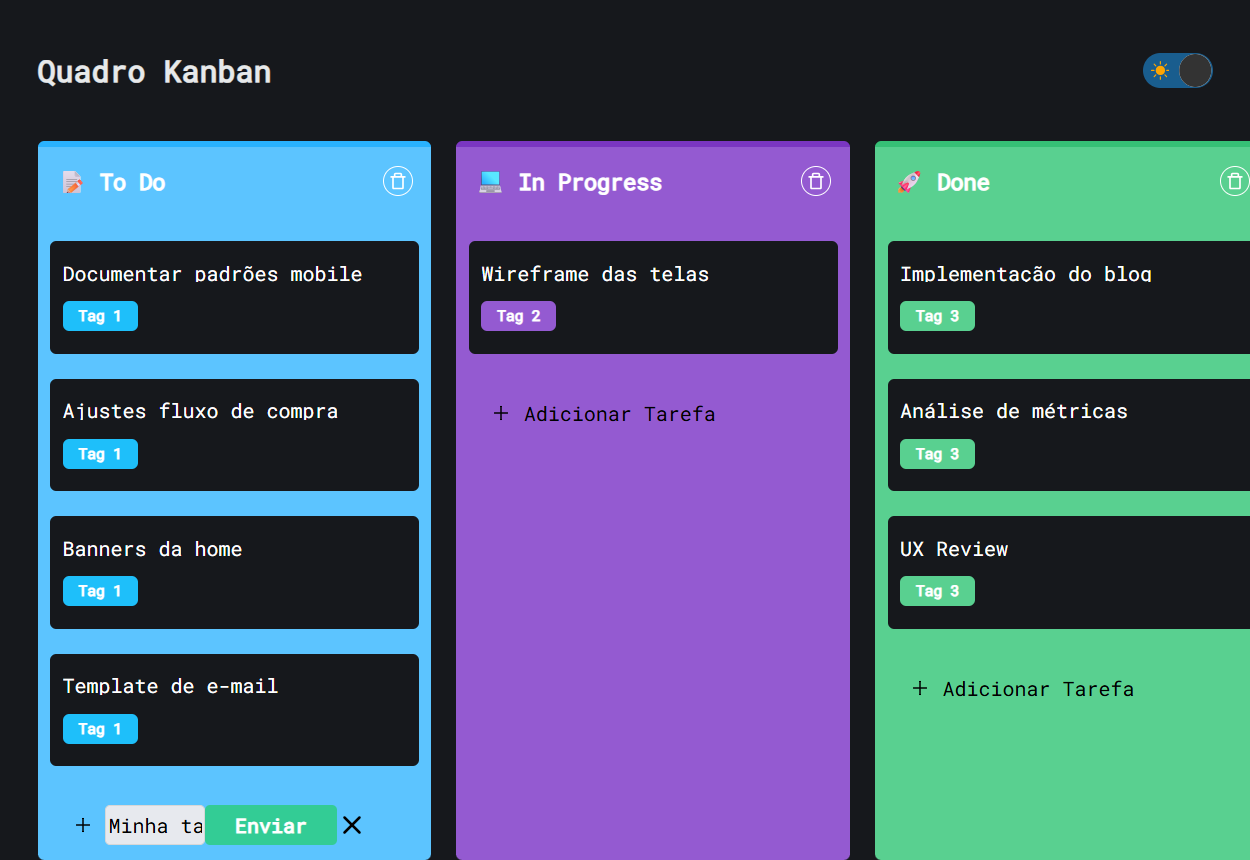 Quadro Kanban
To Do
Documentar padrões mobile
Tag 1
Ajustes fluxo de compra
Tag 1
Banners da home
Tag 1
Template de e-mail
Tag 1
+ Minha ta Enviar ✕
In Progress
Wireframe das telas
Tag 2
+ Adicionar Tarefa
Done
Implementação do blog
Tag 3
Análise de métricas
Tag 3
UX Review
Tag 3
+ Adicionar Tarefa